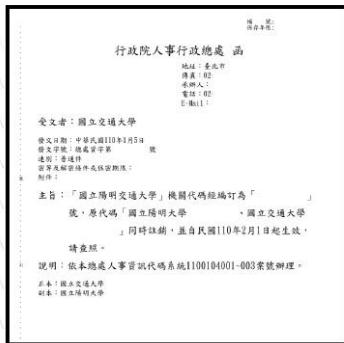 檔　　號：
保存年限：
行政院人事行政總處　函
地址：臺北市
傳真：02-
承辦人：
電話：02-
E-Mail：
受文者：國立交通大學
發文日期：中華民國110年1月5日
發文字號：總處資字第　　　號
速別：普通件
密等及解密條件或保密期限：
附件：
主旨：「國立陽明交通大學」機關代碼經編訂為「　　　」
號，原代碼「國立陽明大學　　　、國立交通大學
　　　」同時註銷，並自民國110年2月1日起生效，
請查照。
說明：依本總處人事資訊代碼系統1100104001-003案號辦理。
正本：國立交通大學
副本：國立陽明大學